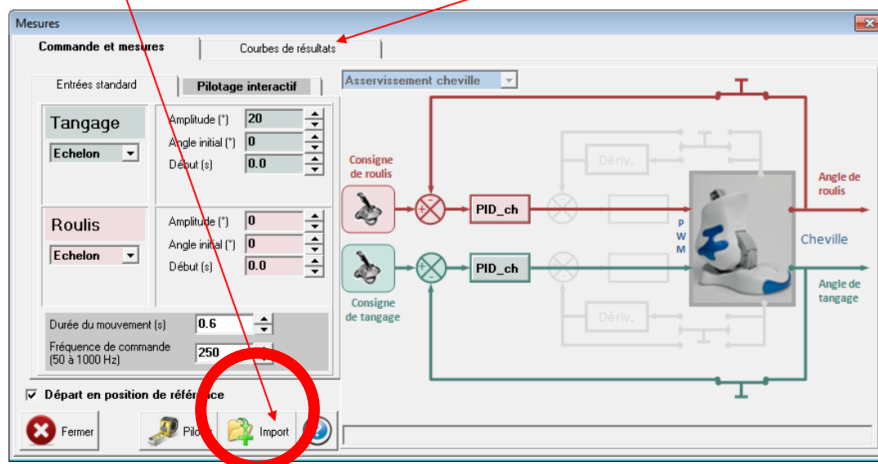 Mesures
Commande et mesures
Courbes de résultats
Entrées standard
Pilotage interactif
Tangage
Echelon
Amplitude (°) 20
Angle initial (°) 0
Début (s) 0.0
Roulis
Echelon
Amplitude (°) 0
Angle initial (°) 0
Début (s) 0.0
Durée du mouvement (s) 0.6
Fréquence de commande
(50 à 1000 Hz)
250
Départ en position de référence
Fermer
Import
Asservissement cheville
Consigne
de roulis
PID_ch
Dériv.
P
W
M
Angle de
roulis
Cheville
PID_ch
Consigne
de tangage
Dériv.
Angle de
tangage